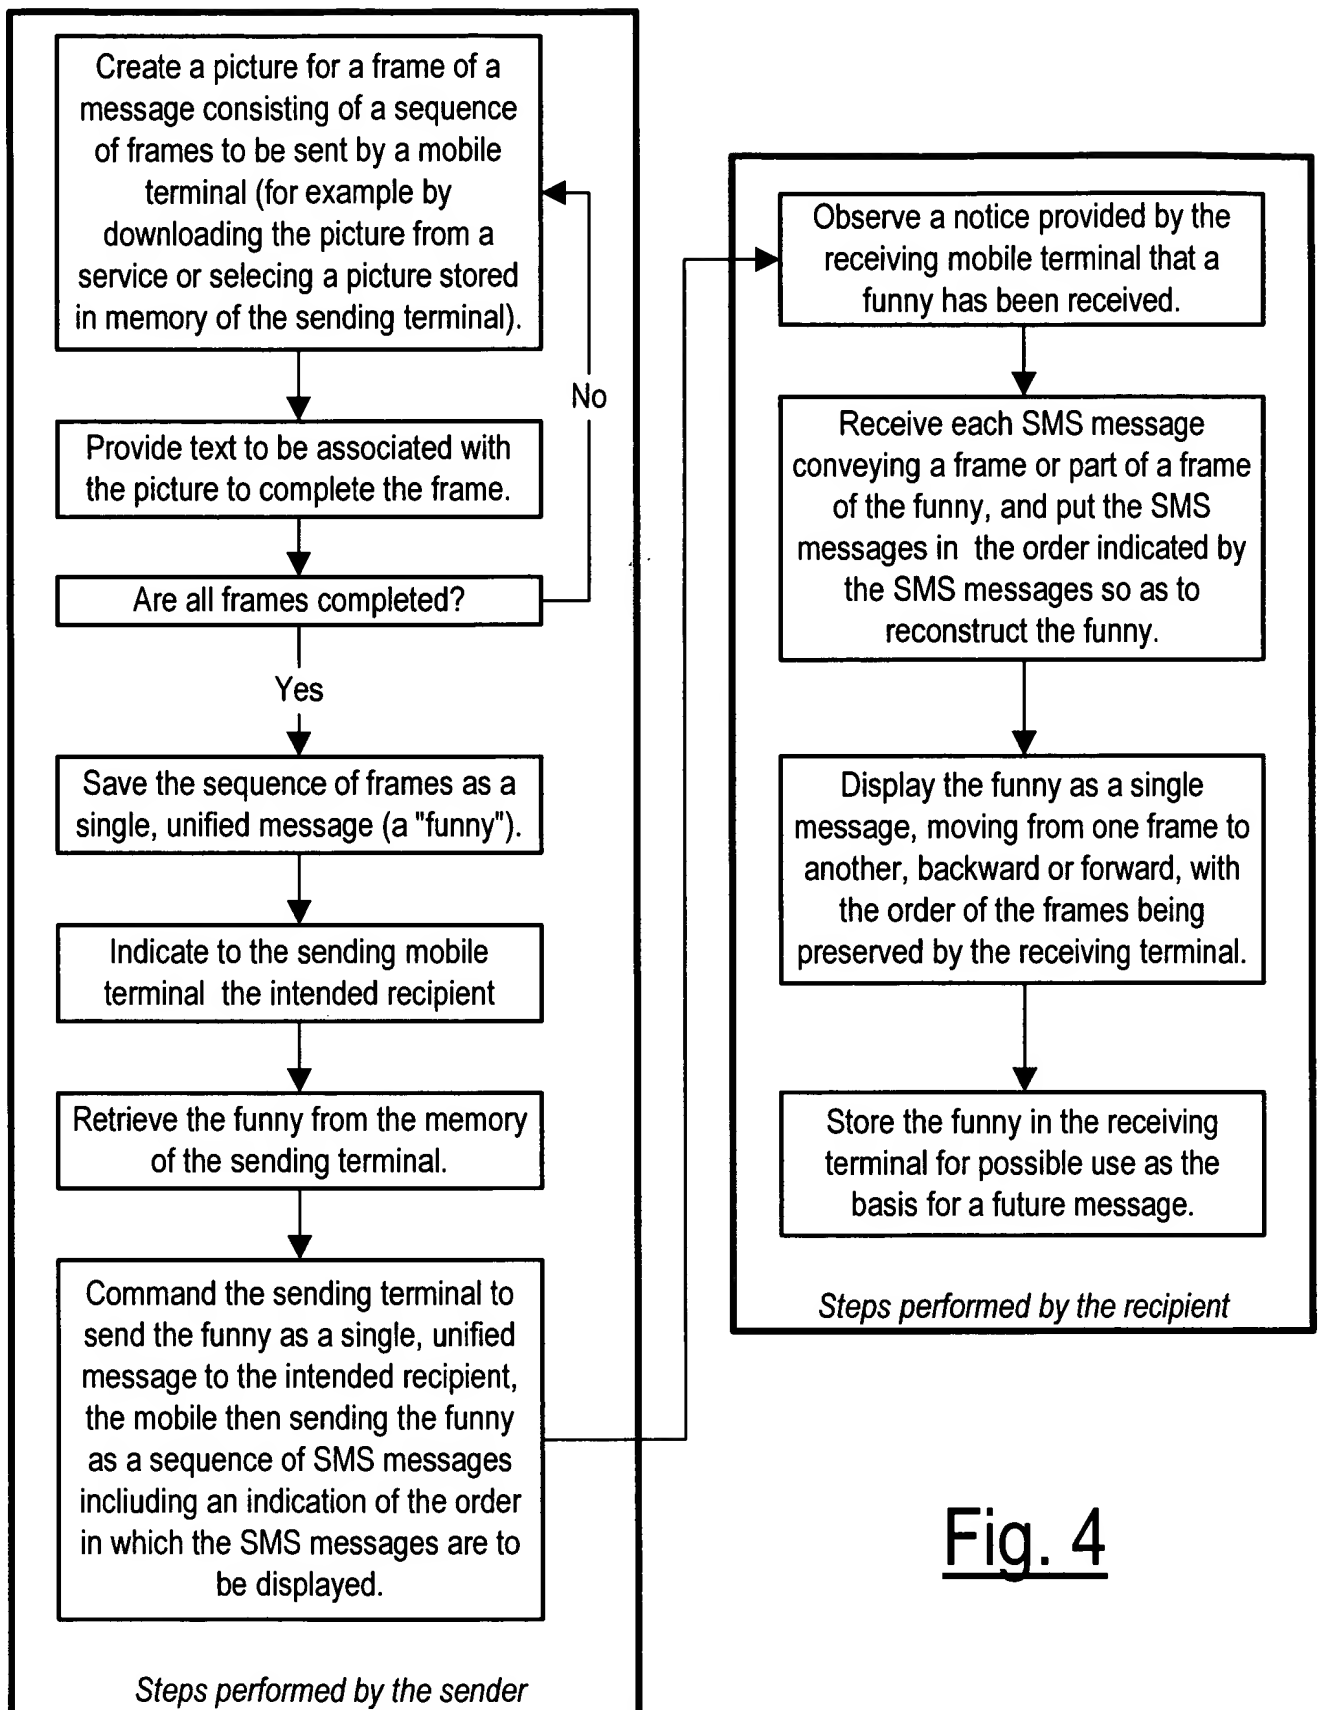 Create a picture for a frame of a
message consisting of a sequence
of frames to be sent by a mobile
terminal (for example by
downloading the picture from a
service or selecing a picture stored
in memory of the sending terminal).
No
Provide text to be associated with
the picture to complete the frame.
Are all frames completed?
Yes
Save the sequence of frames as a
single, unified message (a "funny").
Indicate to the sending mobile
terminal the intended recipient
Retrieve the funny from the memory
of the sending terminal.
Command the sending terminal to
send the funny as a single, unified
message to the intended recipient,
the mobile then sending the funny
as a sequence of SMS messages
incliuding an indication of the order
in which the SMS messages are to
be displayed.
Steps performed by the sender
Observe a notice provided by the
receiving mobile terminal that a
funny has been received.
Receive each SMS message
conveying a frame or part of a frame
of the funny, and put the SMS
messages in the order indicated by
the SMS messages so as to
reconstruct the funny.
Display the funny as a single
message, moving from one frame to
another, backward or forward, with
the order of the frames being
preserved by the receiving terminal.
Store the funny in the receiving
terminal for possible use as the
basis for a future message.
Steps performed by the recipient
Fig. 4